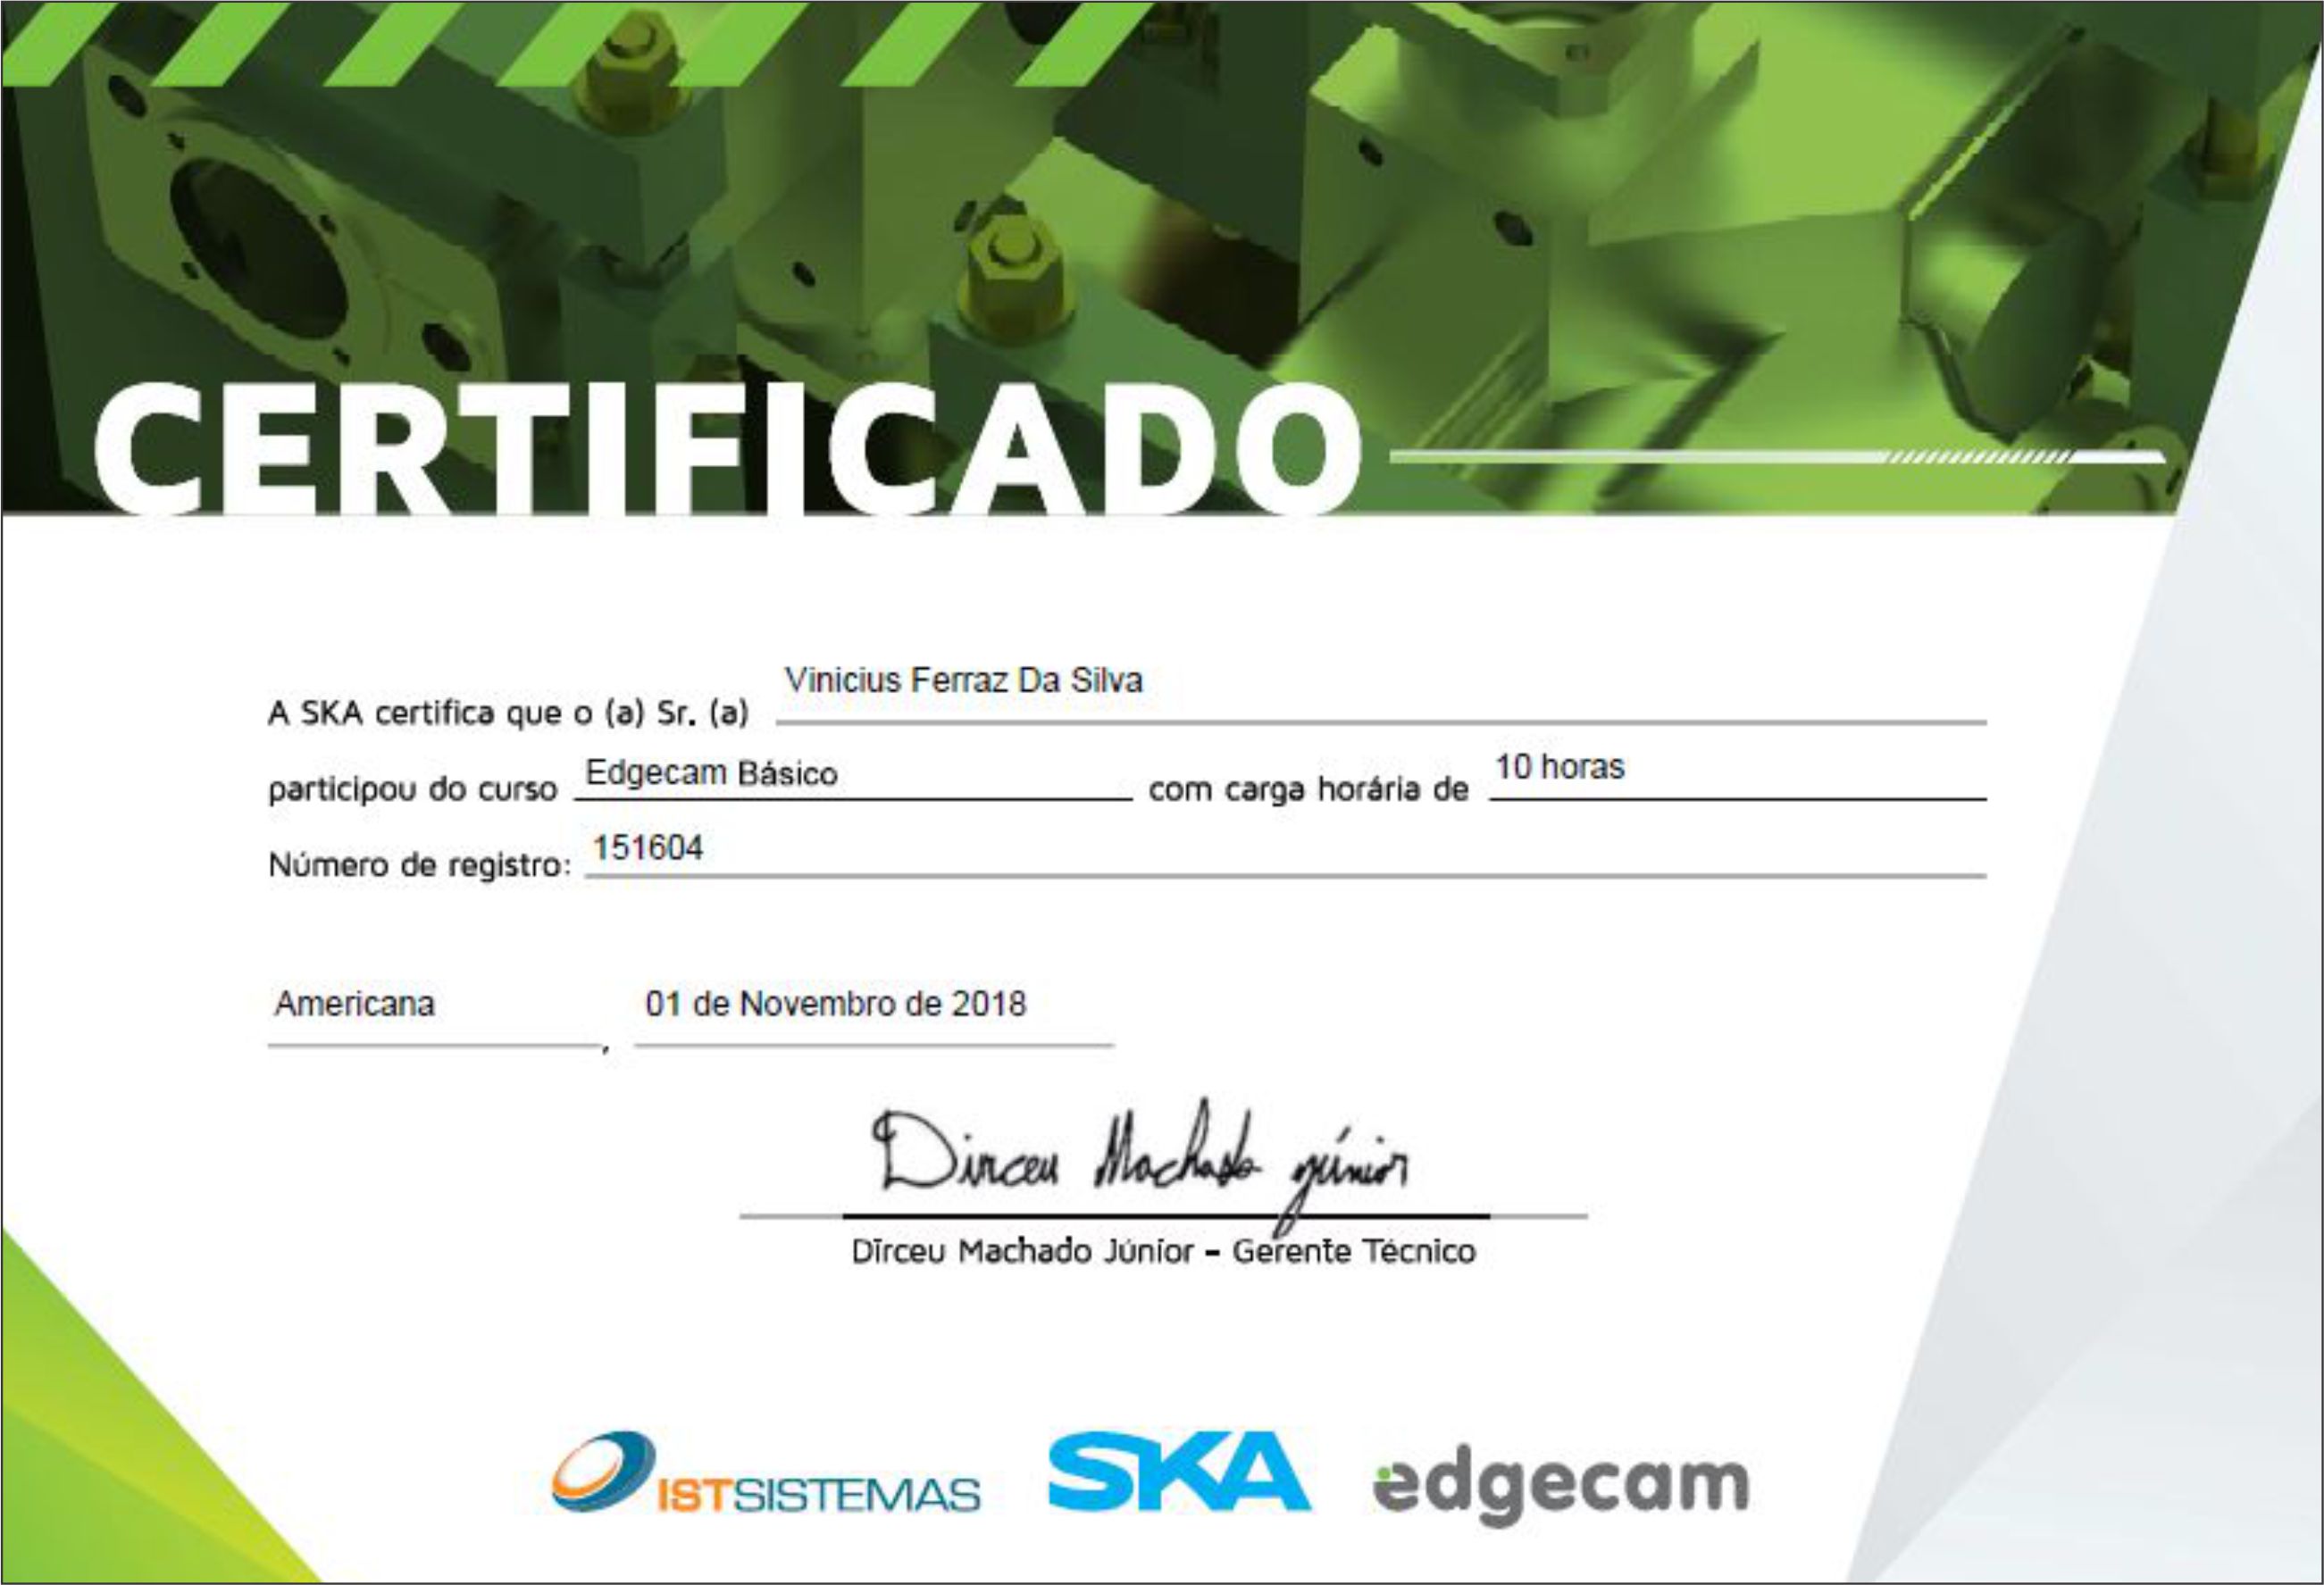 CERTIFICADO
A SKA certifica que o (a) Sr. (a) Vinicius Ferraz Da Silva
participou do curso Edgecam Básico com carga horária de 10 horas
Número de registro: 151604
Americana, 01 de Novembro de 2018
Dirceu Machado júnior
Dirceu Machado Júnior - Gerente Técnico
ISTSISTEMAS SKA edgecam